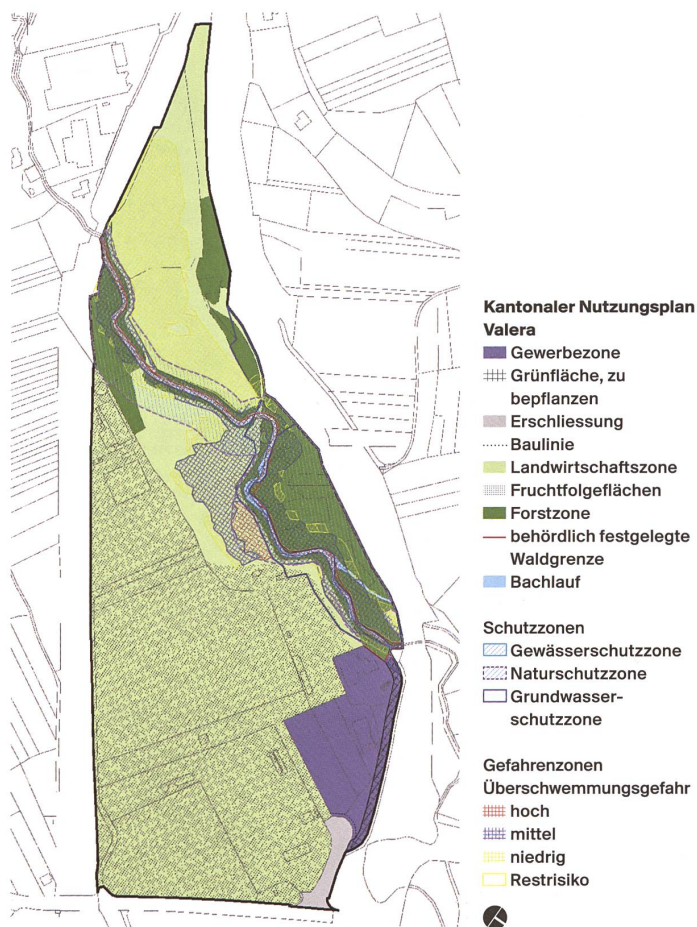 Kantonaler Nutzungsplan
Valera
Gewerbezone
Grünfläche, zu
bepflanzen
Erschliessung
Baulinie
Landwirtschaftszone
Fruchtfolgeflächen
Forstzone
behördlich festgelegte
Waldgrenze
Bachlauf
Schutzzonen
Gewässerschutzzone
Naturschutzzone
Grundwasser-
schutzzone
Gefahrenzonen
Überschwemmungsgefahr
hoch
mittel
niedrig
Restrisiko